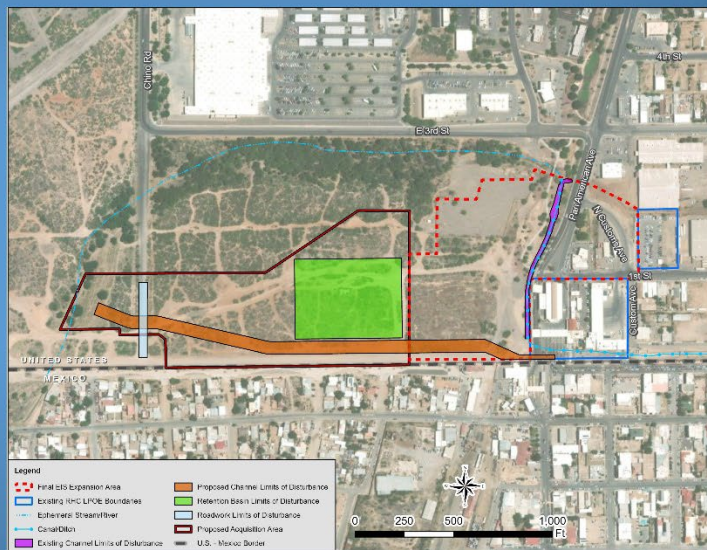 4th St
Chino Rd
E 3rd St
Pan American Ave
N Customs Ave
1st St
Custom Ave
UNITED STATES
MEXICO
Legend
Final EIS Expansion Area
Existing RHC LPOE Boundaries
Ephemeral Stream/River
Canal/Ditch
Existing Channel Limits of Disturbance
Proposed Channel Limits of Disturbance
Retention Basin Limits of Disturbance
Roadwork Limits of Disturbance
Proposed Acquisition Area
U.S. - Mexico Border
N
0 250 500 1,000
Ft